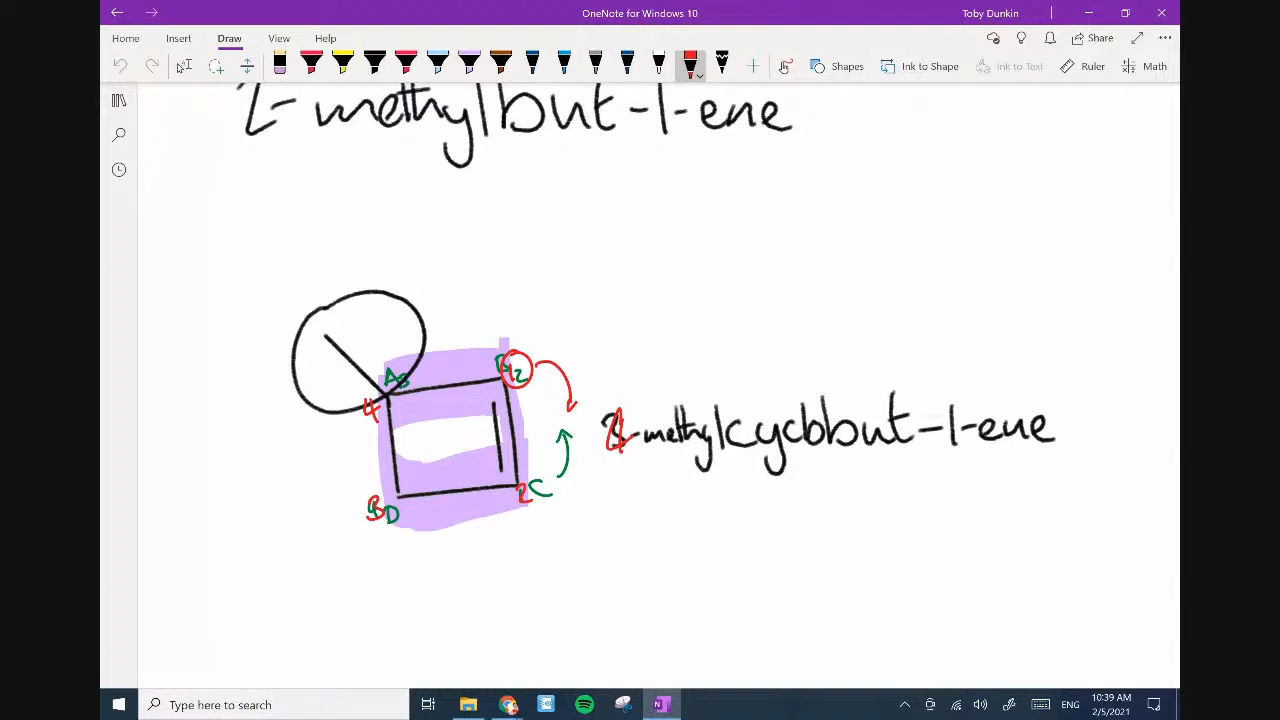 OneNote for Windows 10
Toby Dunkin
Home Insert Draw View Help
Share
Shapes Ink to Shape Ink to Text Ruler Math
2-methylbut-1-ene
A 3
2
4
2 C
D
-methylcyclobut-1-ene
Type here to search
ENG
10:39 AM
2/5/2021